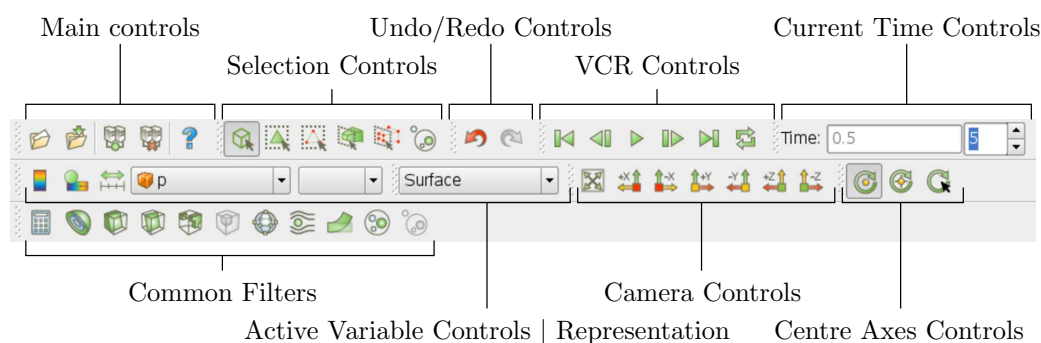 Main controls
Undo/Redo Controls
Current Time Controls
Selection Controls
VCR Controls
?
Time: 0.5 5
p
Surface
+X -X +Y -Y +Z -Z
Common Filters
Camera Controls
Active Variable Controls | Representation
Centre Axes Controls